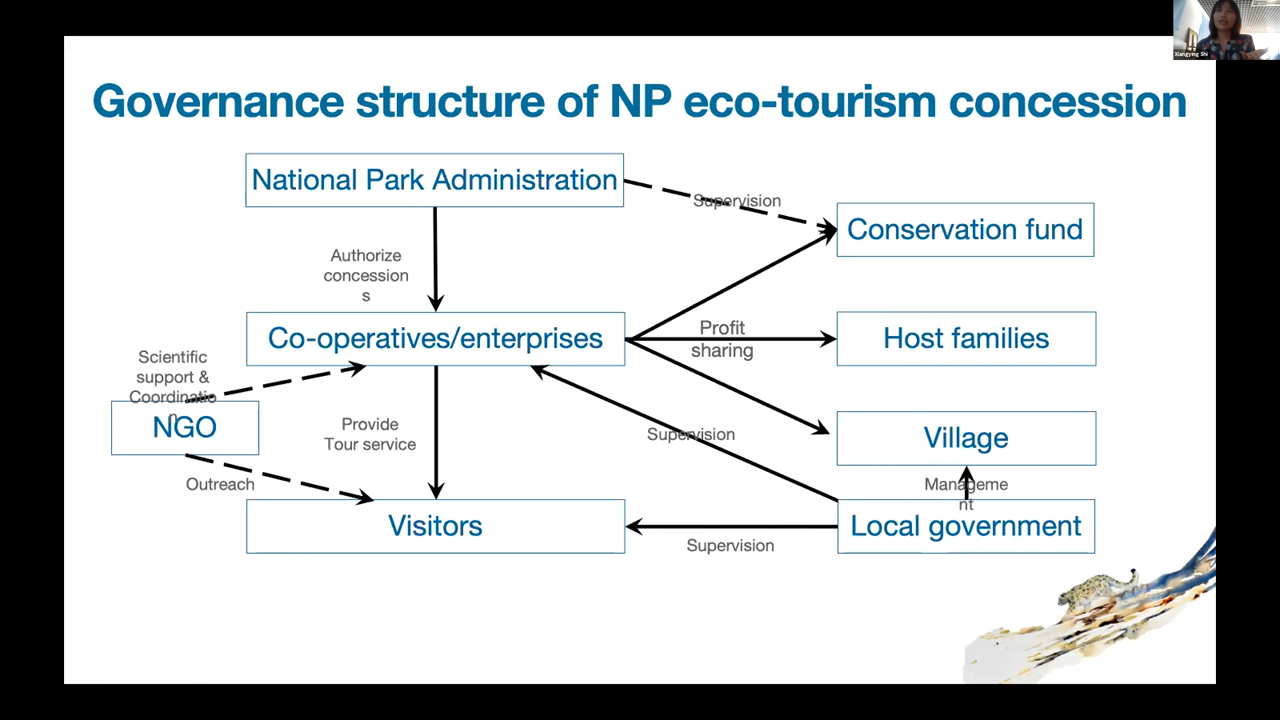 Xiangying Shi
Governance structure of NP eco-tourism concession
National Park Administration
Supervision
Conservation fund
Authorize
concession
s
Co-operatives/enterprises
Profit
sharing
Host families
Scientific
support &
Coordinatio
n
NGO
Provide
Tour service
Supervision
Village
Outreach
Manageme
nt
Visitors
Supervision
Local government